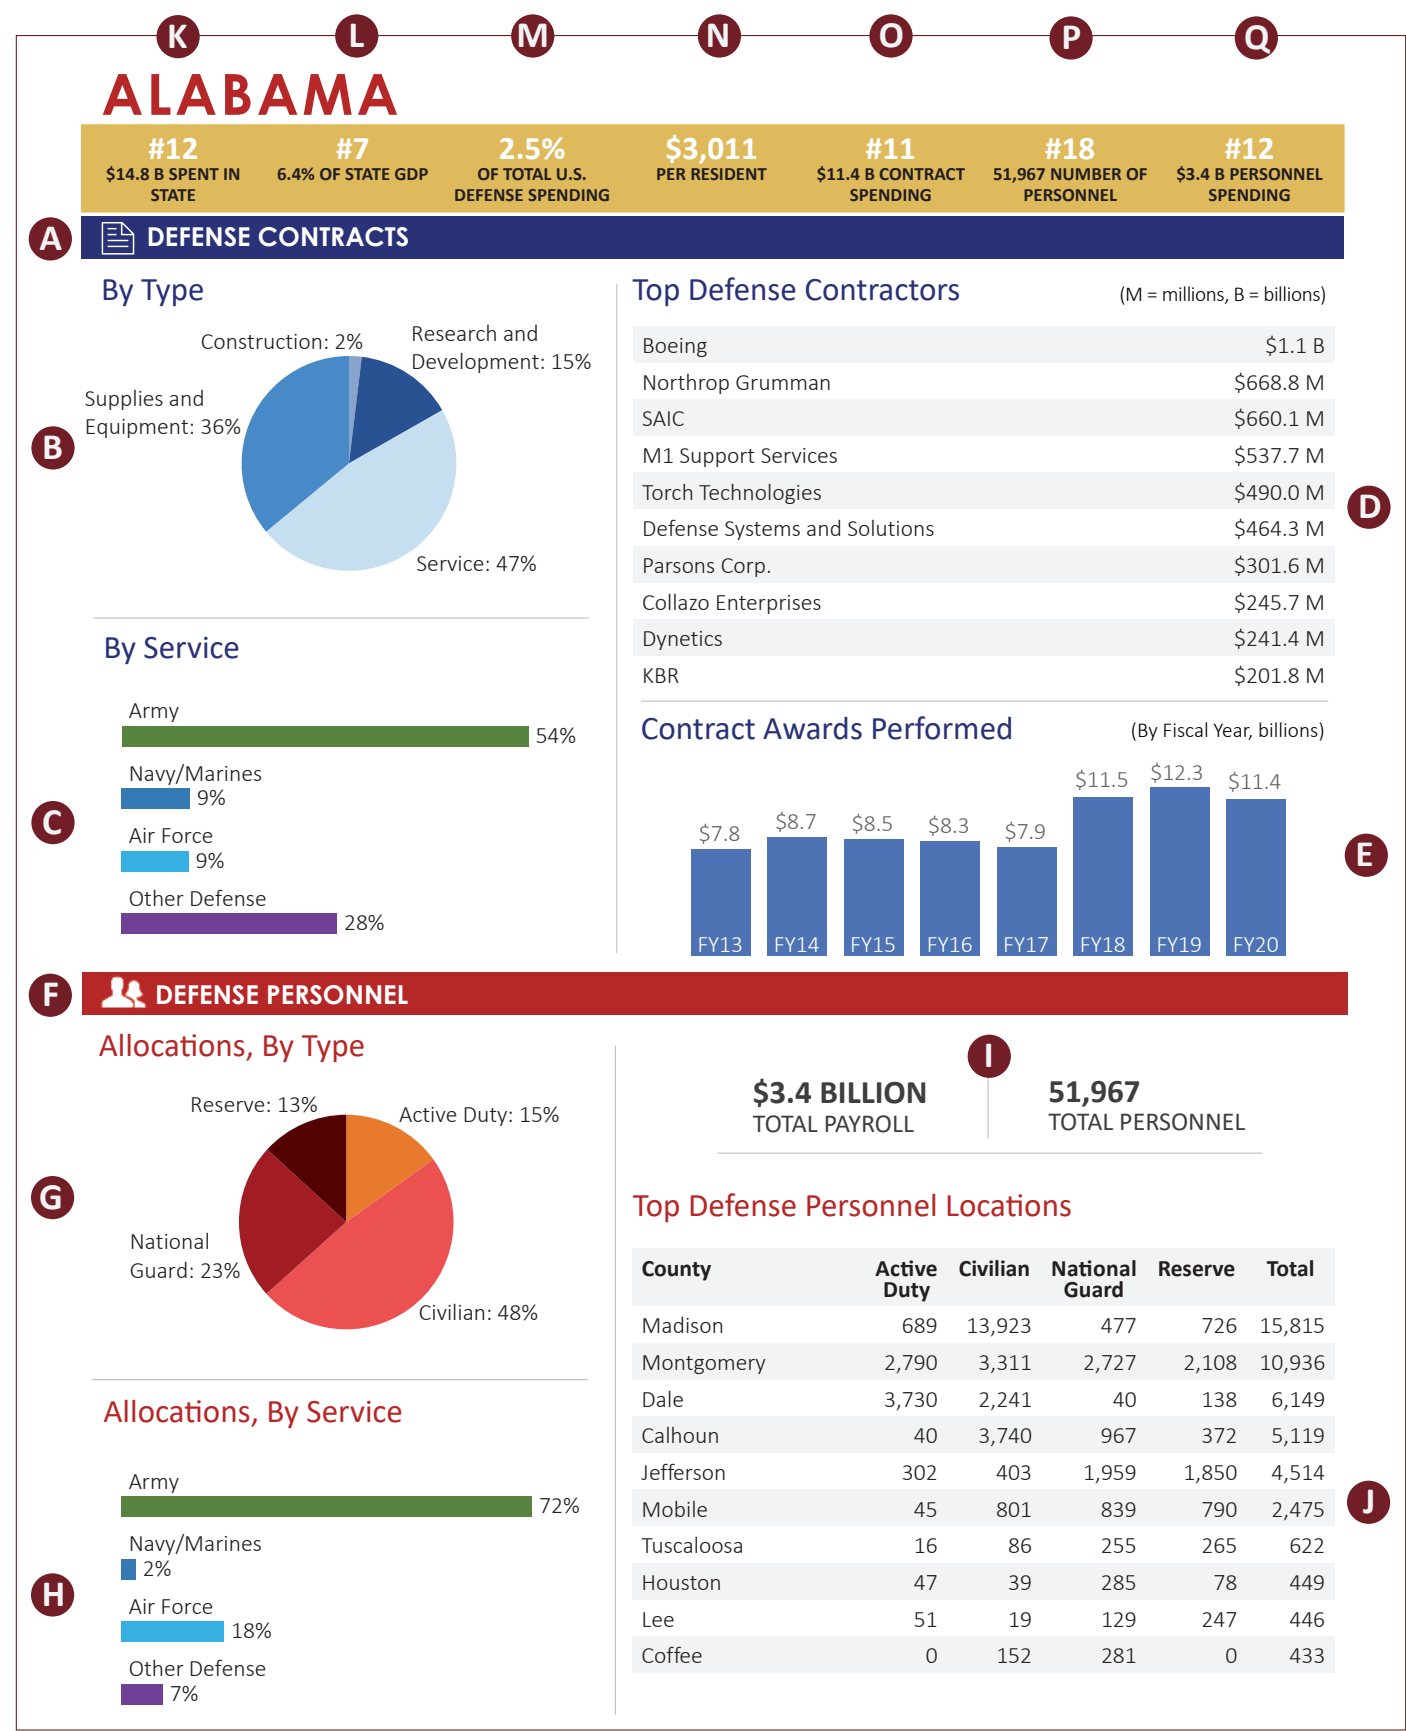 K L M N O P Q
ALABAMA
#12
$14.8 B SPENT IN
STATE
#7
6.4% OF STATE GDP
2.5%
OF TOTAL U.S.
DEFENSE SPENDING
$3,011
PER RESIDENT
#11
$11.4 B CONTRACT
SPENDING
#18
51,967 NUMBER OF
PERSONNEL
#12
$3.4 B PERSONNEL
SPENDING
A
DEFENSE CONTRACTS
By Type
Construction: 2%
Research and
Development: 15%
Supplies and
Equipment: 36%
B
Service: 47%
By Service
Army
54%
Navy/Marines
9%
C
Air Force
9%
Other Defense
28%
Top Defense Contractors (M = millions, B = billions)
Boeing $1.1 B
Northrop Grumman $668.8 M
SAIC $660.1 M
M1 Support Services $537.7 M
Torch Technologies $490.0 M
D
Defense Systems and Solutions $464.3 M
Parsons Corp. $301.6 M
Collazo Enterprises $245.7 M
Dynetics $241.4 M
KBR $201.8 M
Contract Awards Performed (By Fiscal Year, billions)
$7.8 $8.7 $8.5 $8.3 $7.9 $11.5 $12.3 $11.4
E
FY13 FY14 FY15 FY16 FY17 FY18 FY19 FY20
F
DEFENSE PERSONNEL
Allocations, By Type
Reserve: 13%
Active Duty: 15%
G
National
Guard: 23%
Civilian: 48%
Allocations, By Service
Army
72%
Navy/Marines
2%
H
Air Force
18%
Other Defense
7%
I
$3.4 BILLION
TOTAL PAYROLL
51,967
TOTAL PERSONNEL
Top Defense Personnel Locations
County Active Duty Civilian National Guard Reserve Total
Madison 689 13,923 477 726 15,815
Montgomery 2,790 3,311 2,727 2,108 10,936
Dale 3,730 2,241 40 138 6,149
Calhoun 40 3,740 967 372 5,119
Jefferson 302 403 1,959 1,850 4,514
J
Mobile 45 801 839 790 2,475
Tuscaloosa 16 86 255 265 622
Houston 47 39 285 78 449
Lee 51 19 129 247 446
Coffee 0 152 281 0 433